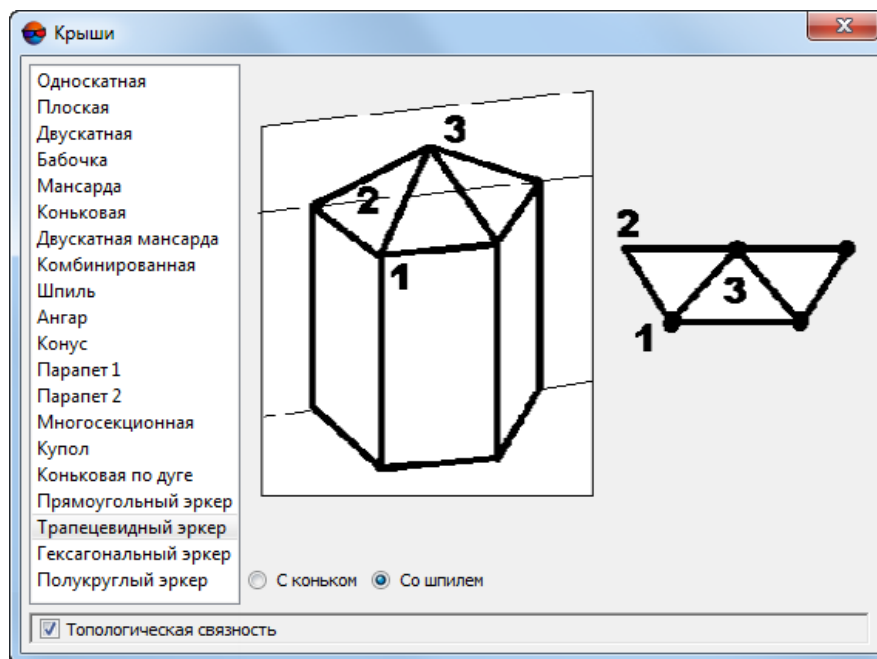 Крыши
Односкатная
Плоская
Двускатная
Бабочка
Мансарда
Коньковая
Двускатная мансарда
Комбинированная
Шпиль
Ангар
Конус
Парапет 1
Парапет 2
Многосекционная
Купол
Коньковая по дуге
Прямоугольный эркер
Трапецевидный эркер
Гексагональный эркер
Полукруглый эркер
3
2
1
2
3
1
С коньком Со шпилем
Топологическая связность